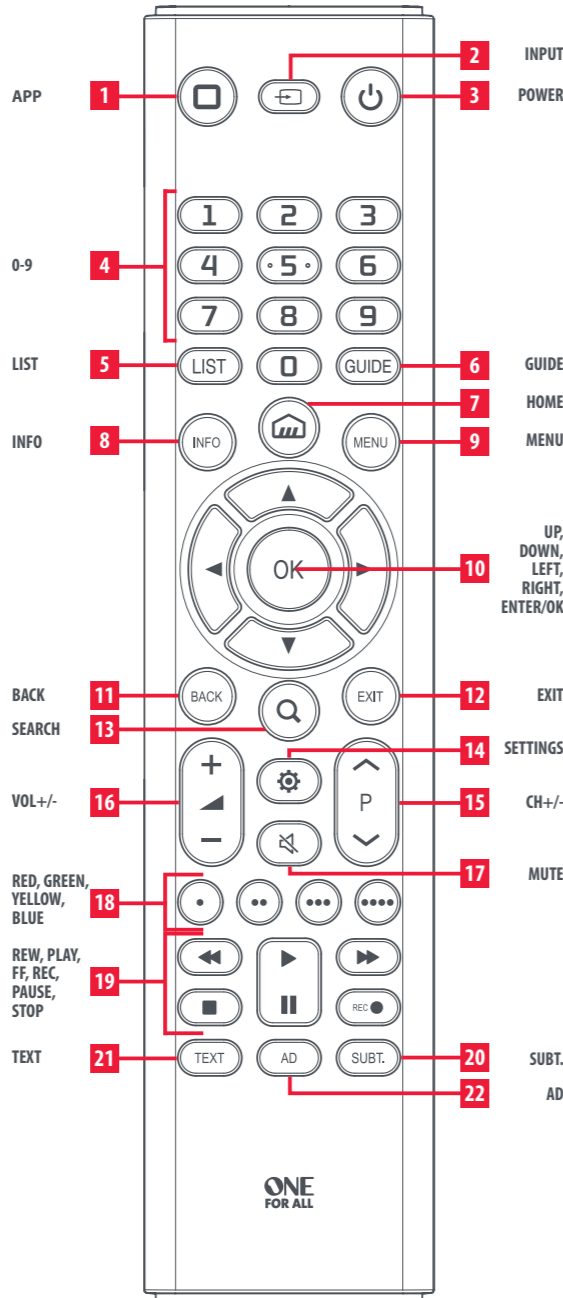 2 INPUT
APP 1
3 POWER
1 2 3
0-9 4
4 5 6
7 8 9
LIST 5 LIST 0 GUIDE 6 GUIDE
7 HOME
INFO 8 INFO MENU 9 MENU
OK 10 UP,
DOWN,
LEFT,
RIGHT,
ENTER/OK
BACK 11 BACK EXIT 12 EXIT
SEARCH 13
14 SETTINGS
VOL+/- 16 + − P 15 CH+/-
17 MUTE
RED, GREEN,
YELLOW,
BLUE
18
REW, PLAY,
FF, REC,
PAUSE,
STOP
19
REC
TEXT 21 TEXT AD SUBT. 20 SUBT.
22 AD
ONE
FOR ALL